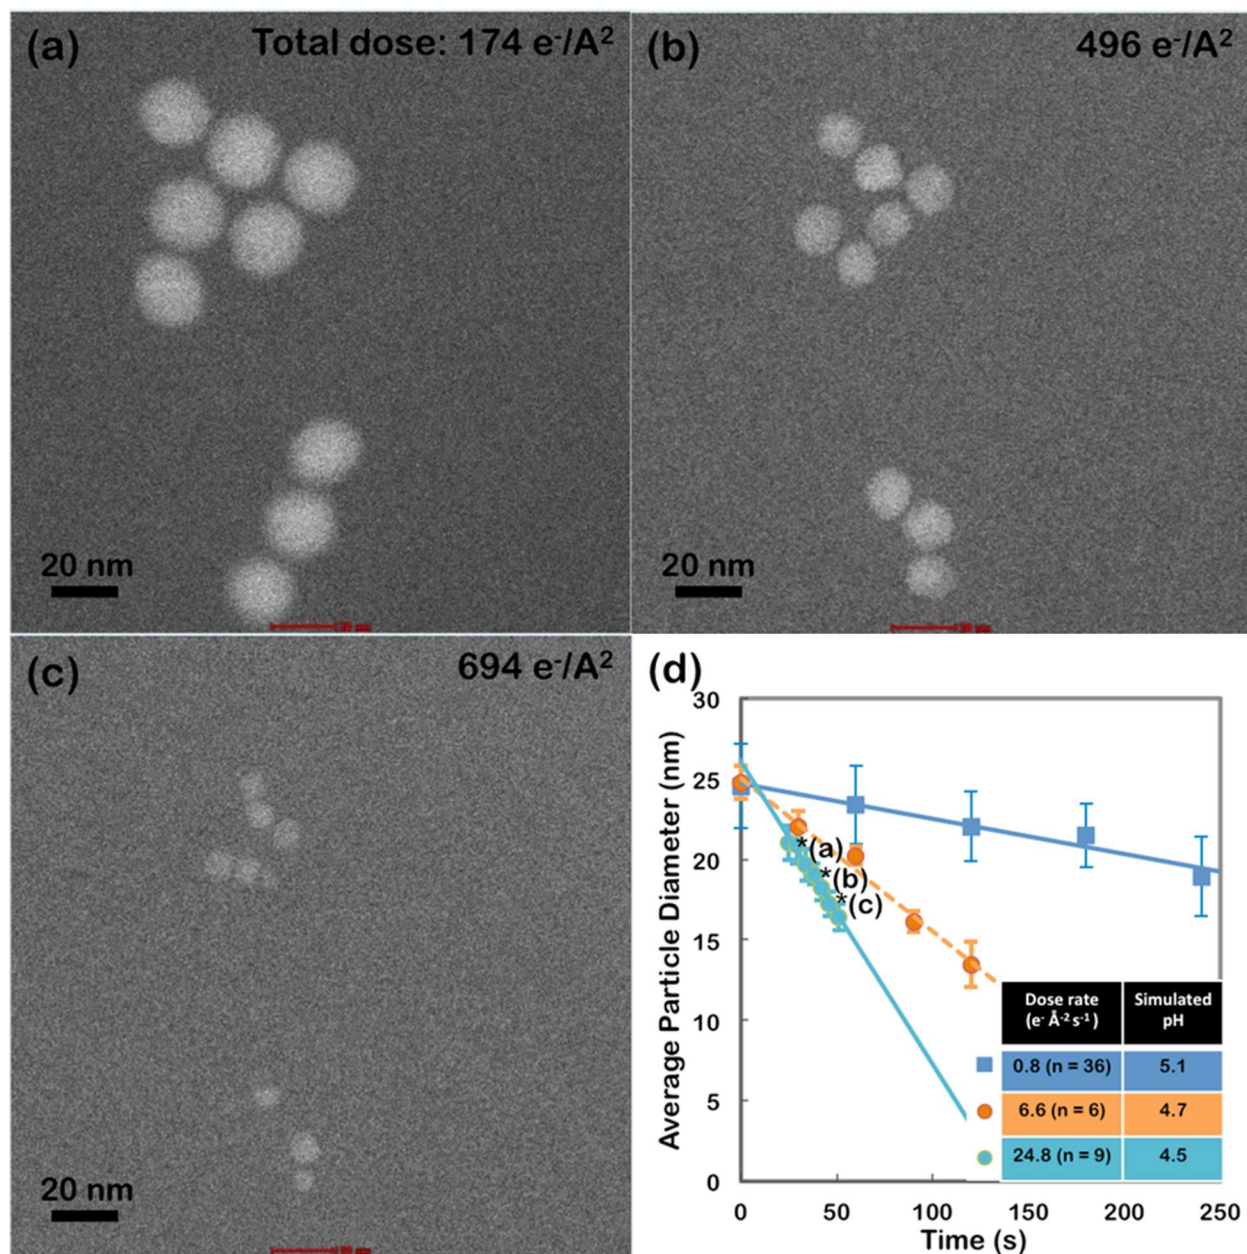 (a)
Total dose: 174 e⁻/A²
20 nm
(b)
496 e⁻/A²
20 nm
(c)
694 e⁻/A²
20 nm
(d)
Average Particle Diameter (nm)
30
25
20
15
10
5
0
*(a)
*(b)
*(c)
Dose rate (e⁻ Å⁻² s⁻¹)
Simulated pH
0.8 (n = 36)
5.1
6.6 (n = 6)
4.7
24.8 (n = 9)
4.5
0
50
100
150
200
250
Time (s)